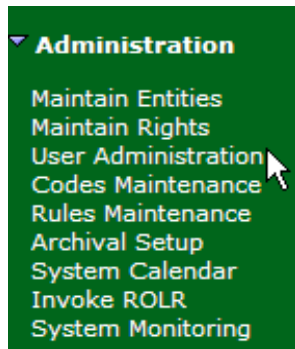 Administration
Maintain Entities
Maintain Rights
User Administration
Codes Maintenance
Rules Maintenance
Archival Setup
System Calendar
Invoke ROLR
System Monitoring